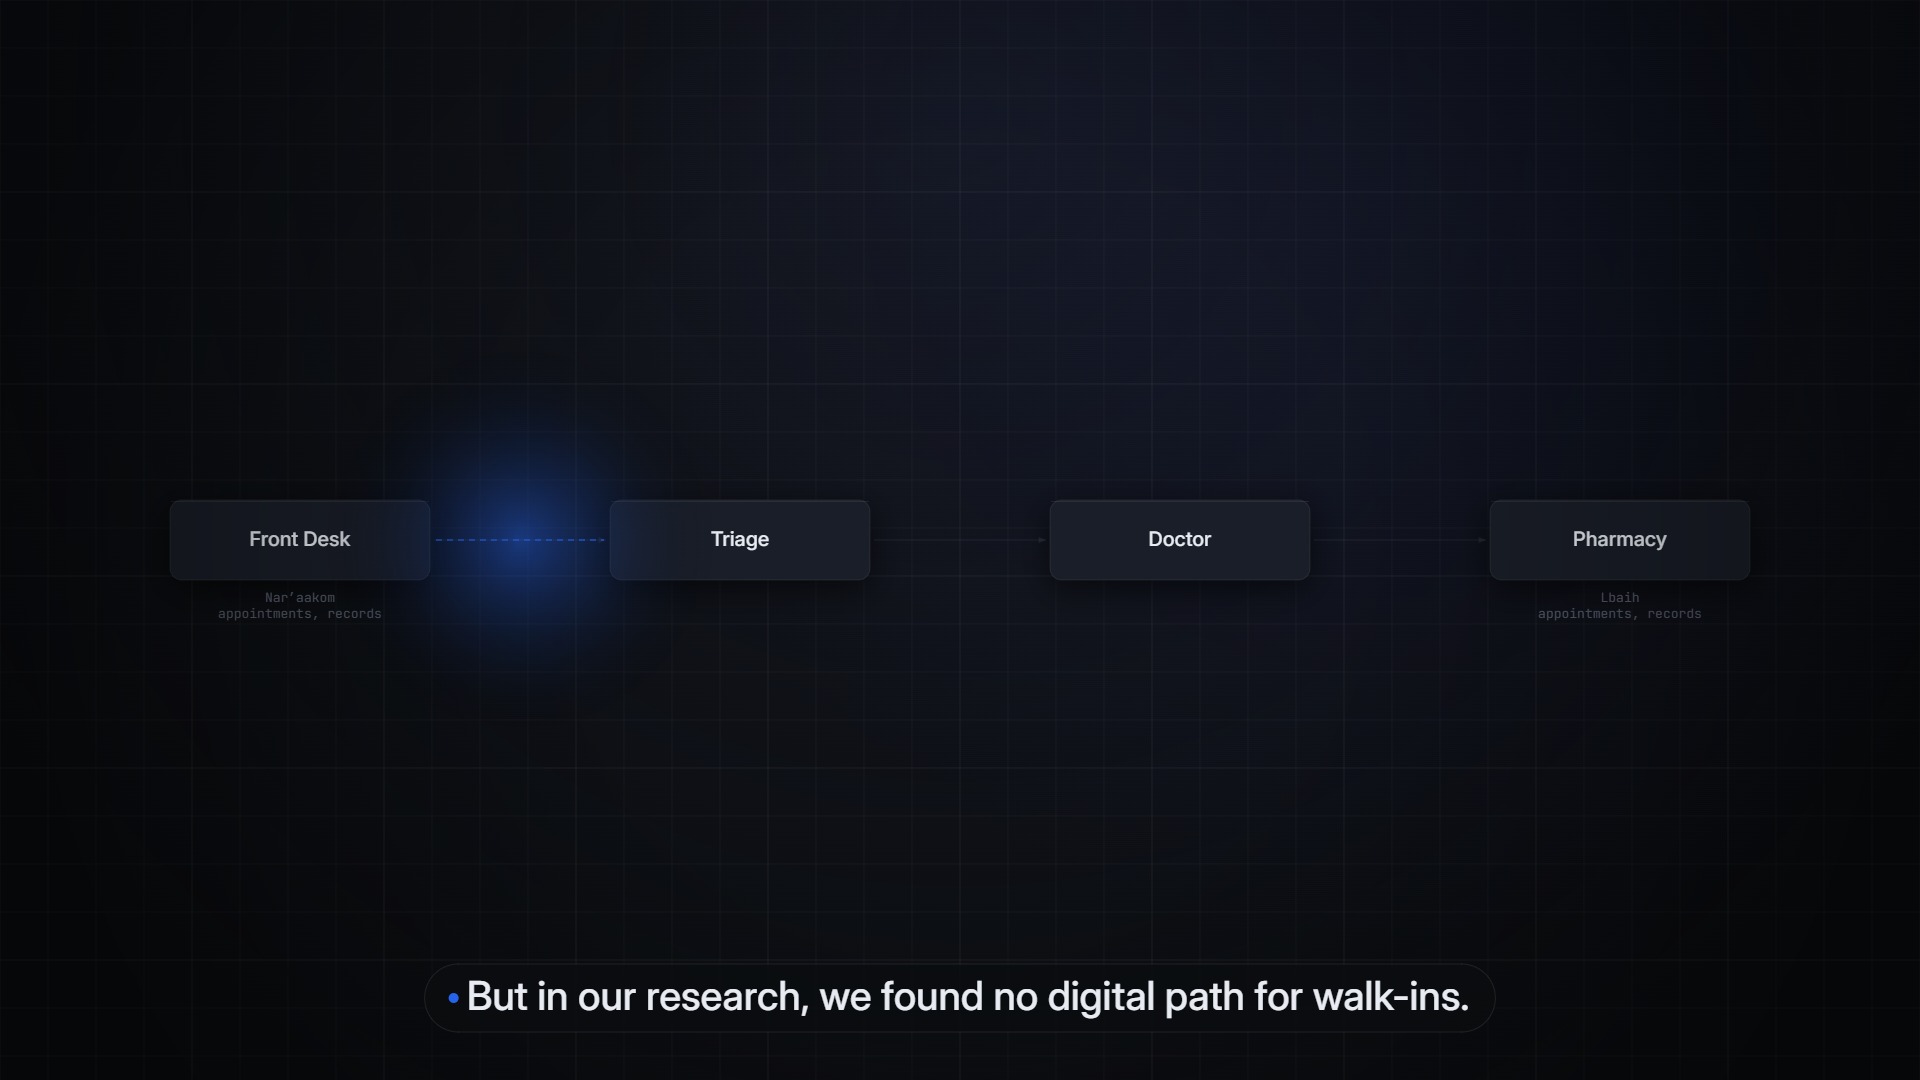 Front Desk
Triage
Doctor
Pharmacy
Nar’aakom
appointments, records
Lbaih
appointments, records
But in our research, we found no digital path for walk-ins.